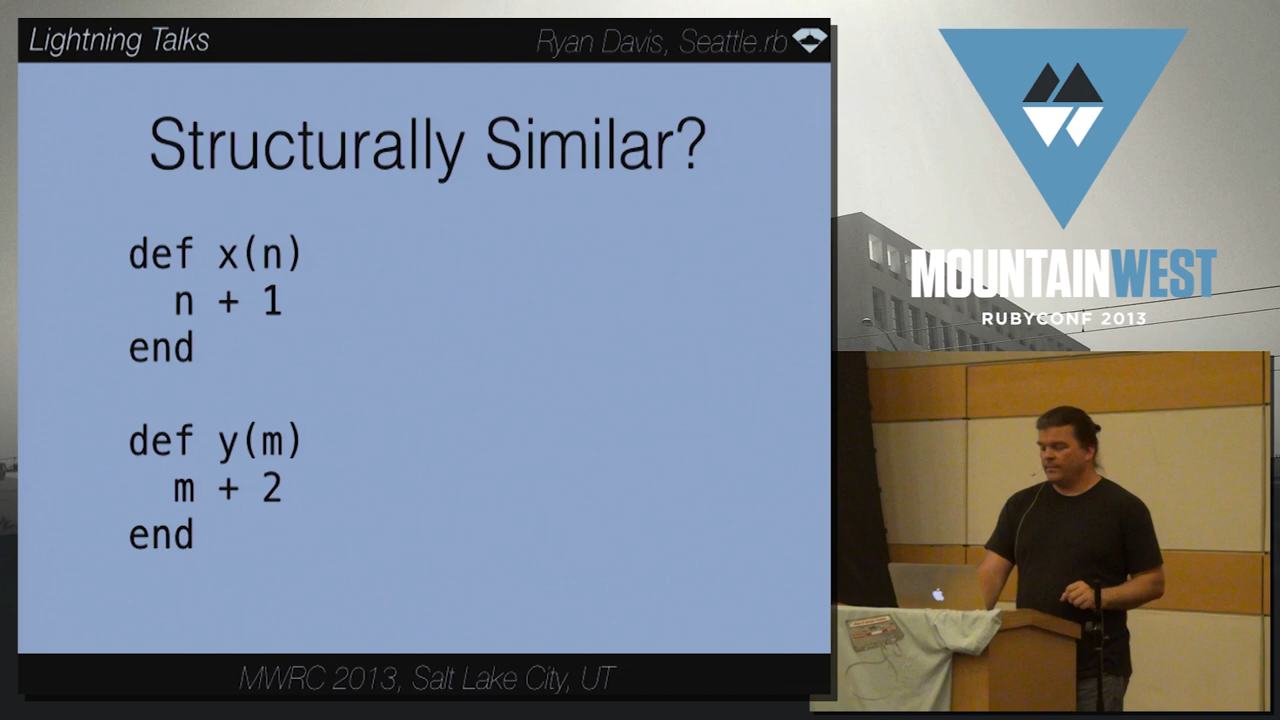 Lightning Talks
Ryan Davis, Seattle.rb
Structurally Similar?
def x(n)
  n + 1
end
def y(m)
  m + 2
end
MWRC 2013, Salt Lake City, UT
MOUNTAINWEST
RUBYCONF 2013